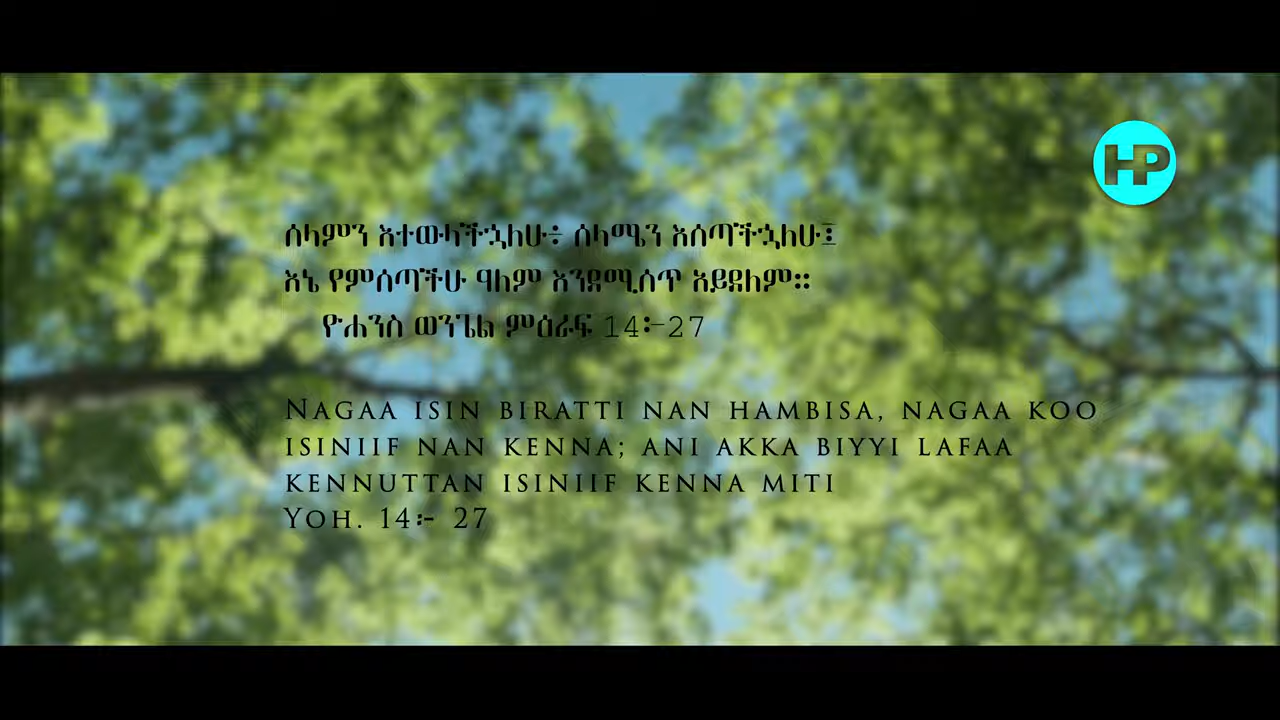 HP
ሰላምን እተውላችኋለሁ፥ ሰላሜን እሰጣችኋለሁ፤
እኔ የምሰጣችሁ ዓለም እንደሚሰጥ አይደለም።
ዮሐንስ ወንጌል ምዕራፍ 14፦27
NAGAA ISIN BIRATTI NAN HAMBISA, NAGAA KOO
ISINIIF NAN KENNA; ANI AKKA BIYYI LAFAA
KENNUTTAN ISINIIF KENNA MITI
YOH. 14፦ 27